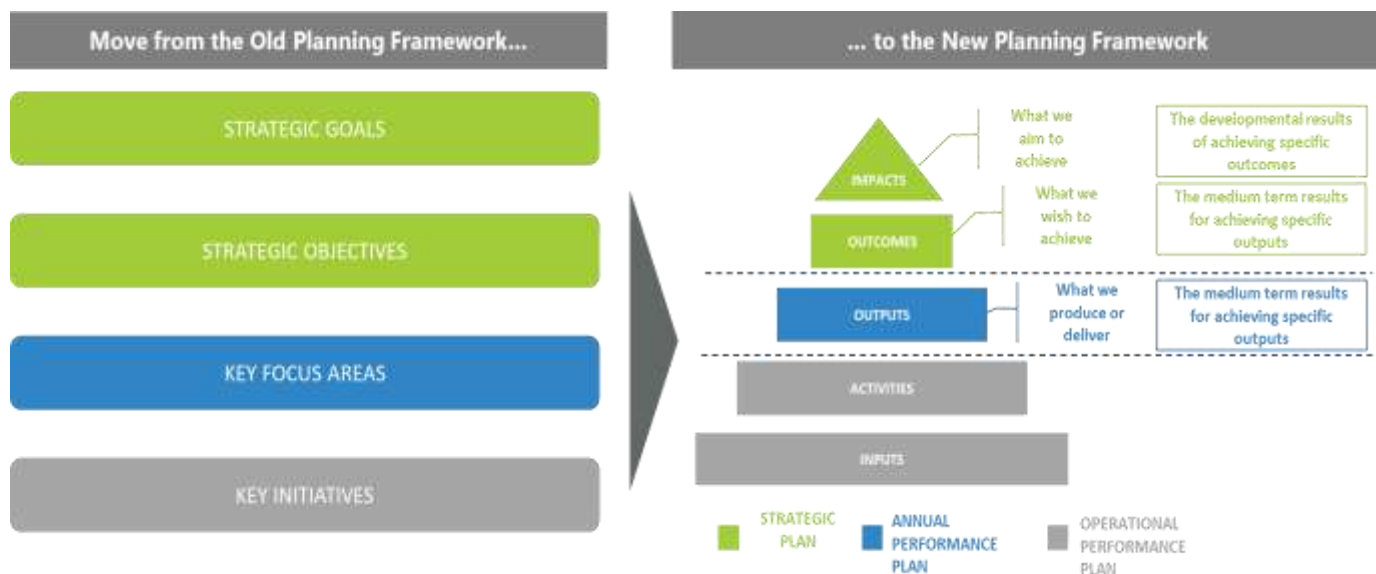 Move from the Old Planning Framework...
STRATEGIC GOALS
STRATEGIC OBJECTIVES
KEY FOCUS AREAS
KEY INITIATIVES
... to the New Planning Framework
IMPACTS
What we
aim to
achieve
The developmental results
of achieving specific
outcomes
OUTCOMES
What we
wish to
achieve
The medium term results
for achieving specific
outputs
OUTPUTS
What we
produce or
deliver
The medium term results
for achieving specific
outputs
ACTIVITIES
INPUTS
STRATEGIC
PLAN
ANNUAL
PERFORMANCE
PLAN
OPERATIONAL
PERFORMANCE
PLAN